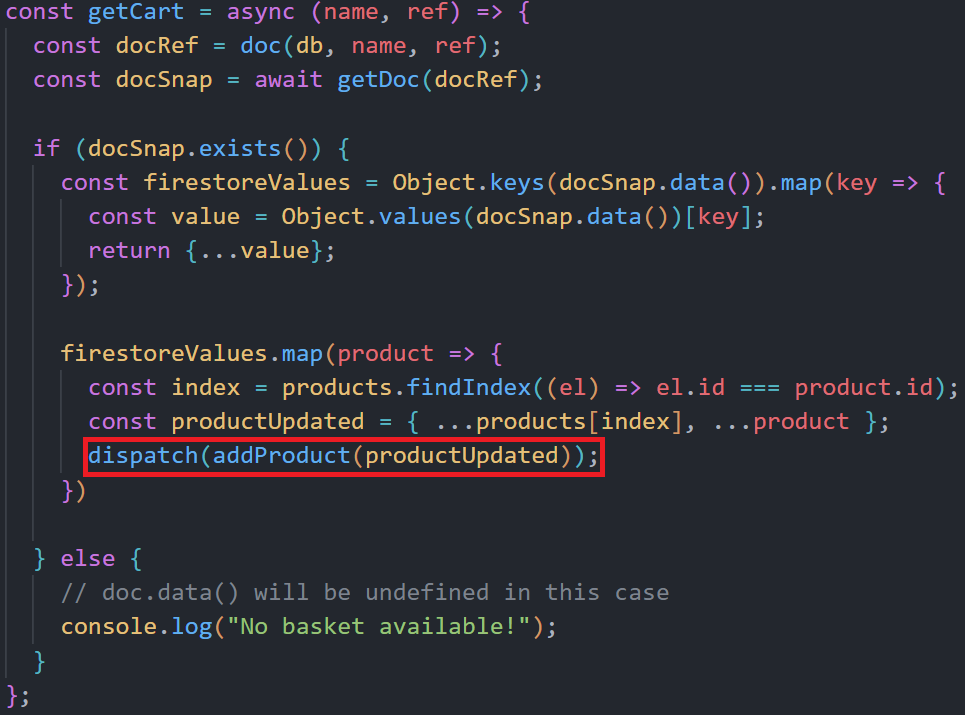 const getCart = async (name, ref) => {
  const docRef = doc(db, name, ref);
  const docSnap = await getDoc(docRef);
  if (docSnap.exists()) {
    const firestoreValues = Object.keys(docSnap.data()).map(key => {
      const value = Object.values(docSnap.data())[key];
      return {...value};
    });
    firestoreValues.map(product => {
      const index = products.findIndex((el) => el.id === product.id);
      const productUpdated = { ...products[index], ...product };
      dispatch(addProduct(productUpdated));
    })
  } else {
    // doc.data() will be undefined in this case
    console.log("No basket available!");
  }
};